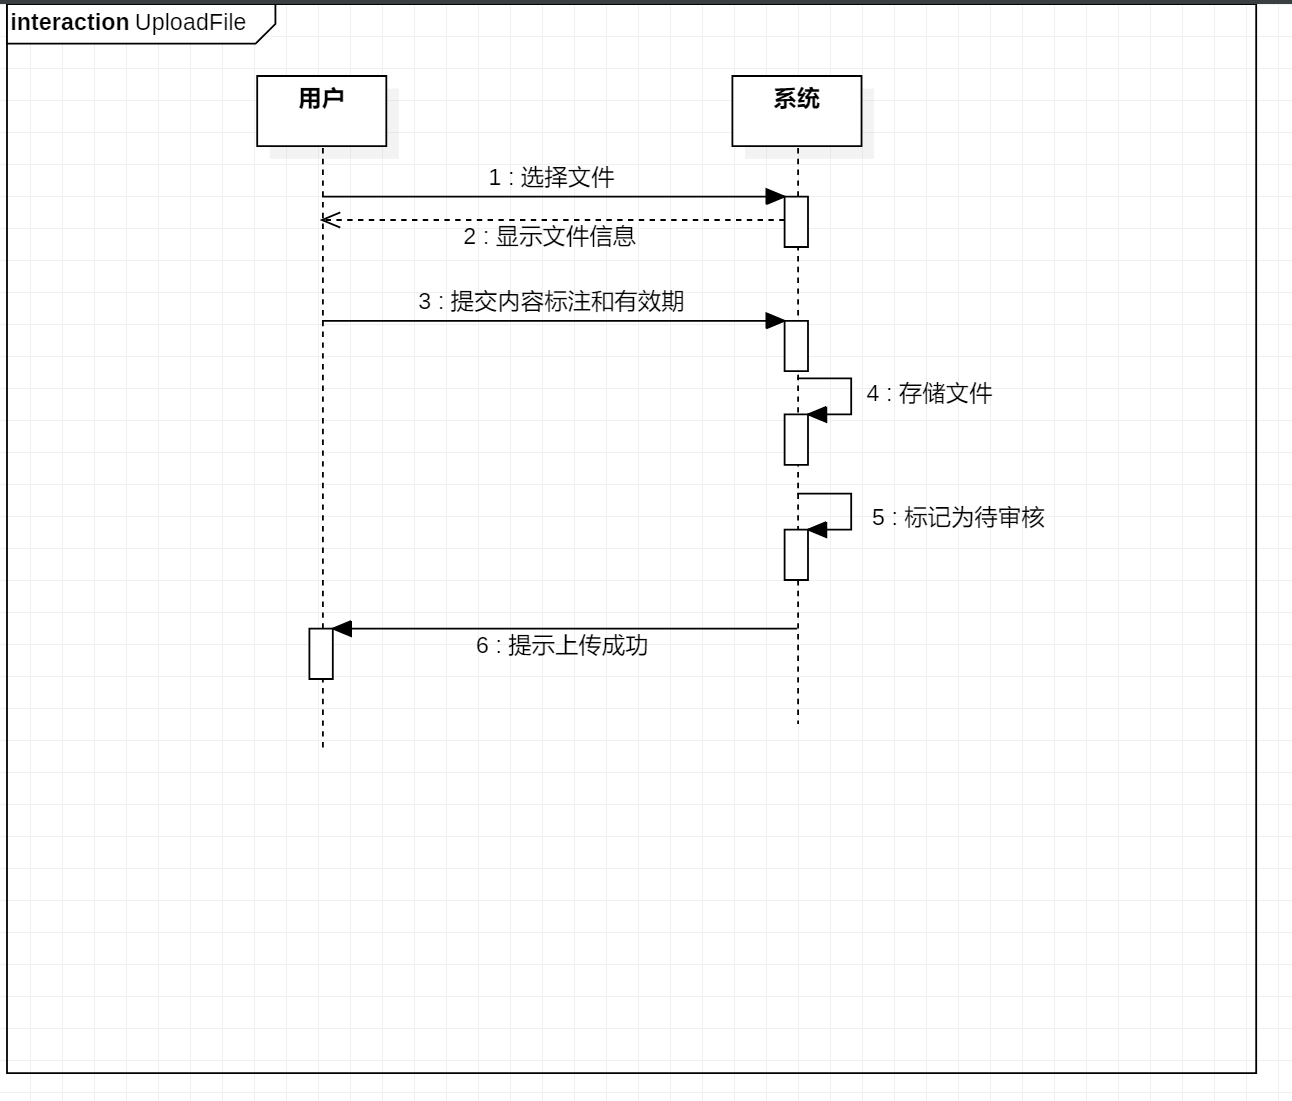 interaction UploadFile
用户
系统
1 : 选择文件
2 : 显示文件信息
3 : 提交内容标注和有效期
4 : 存储文件
5 : 标记为待审核
6 : 提示上传成功